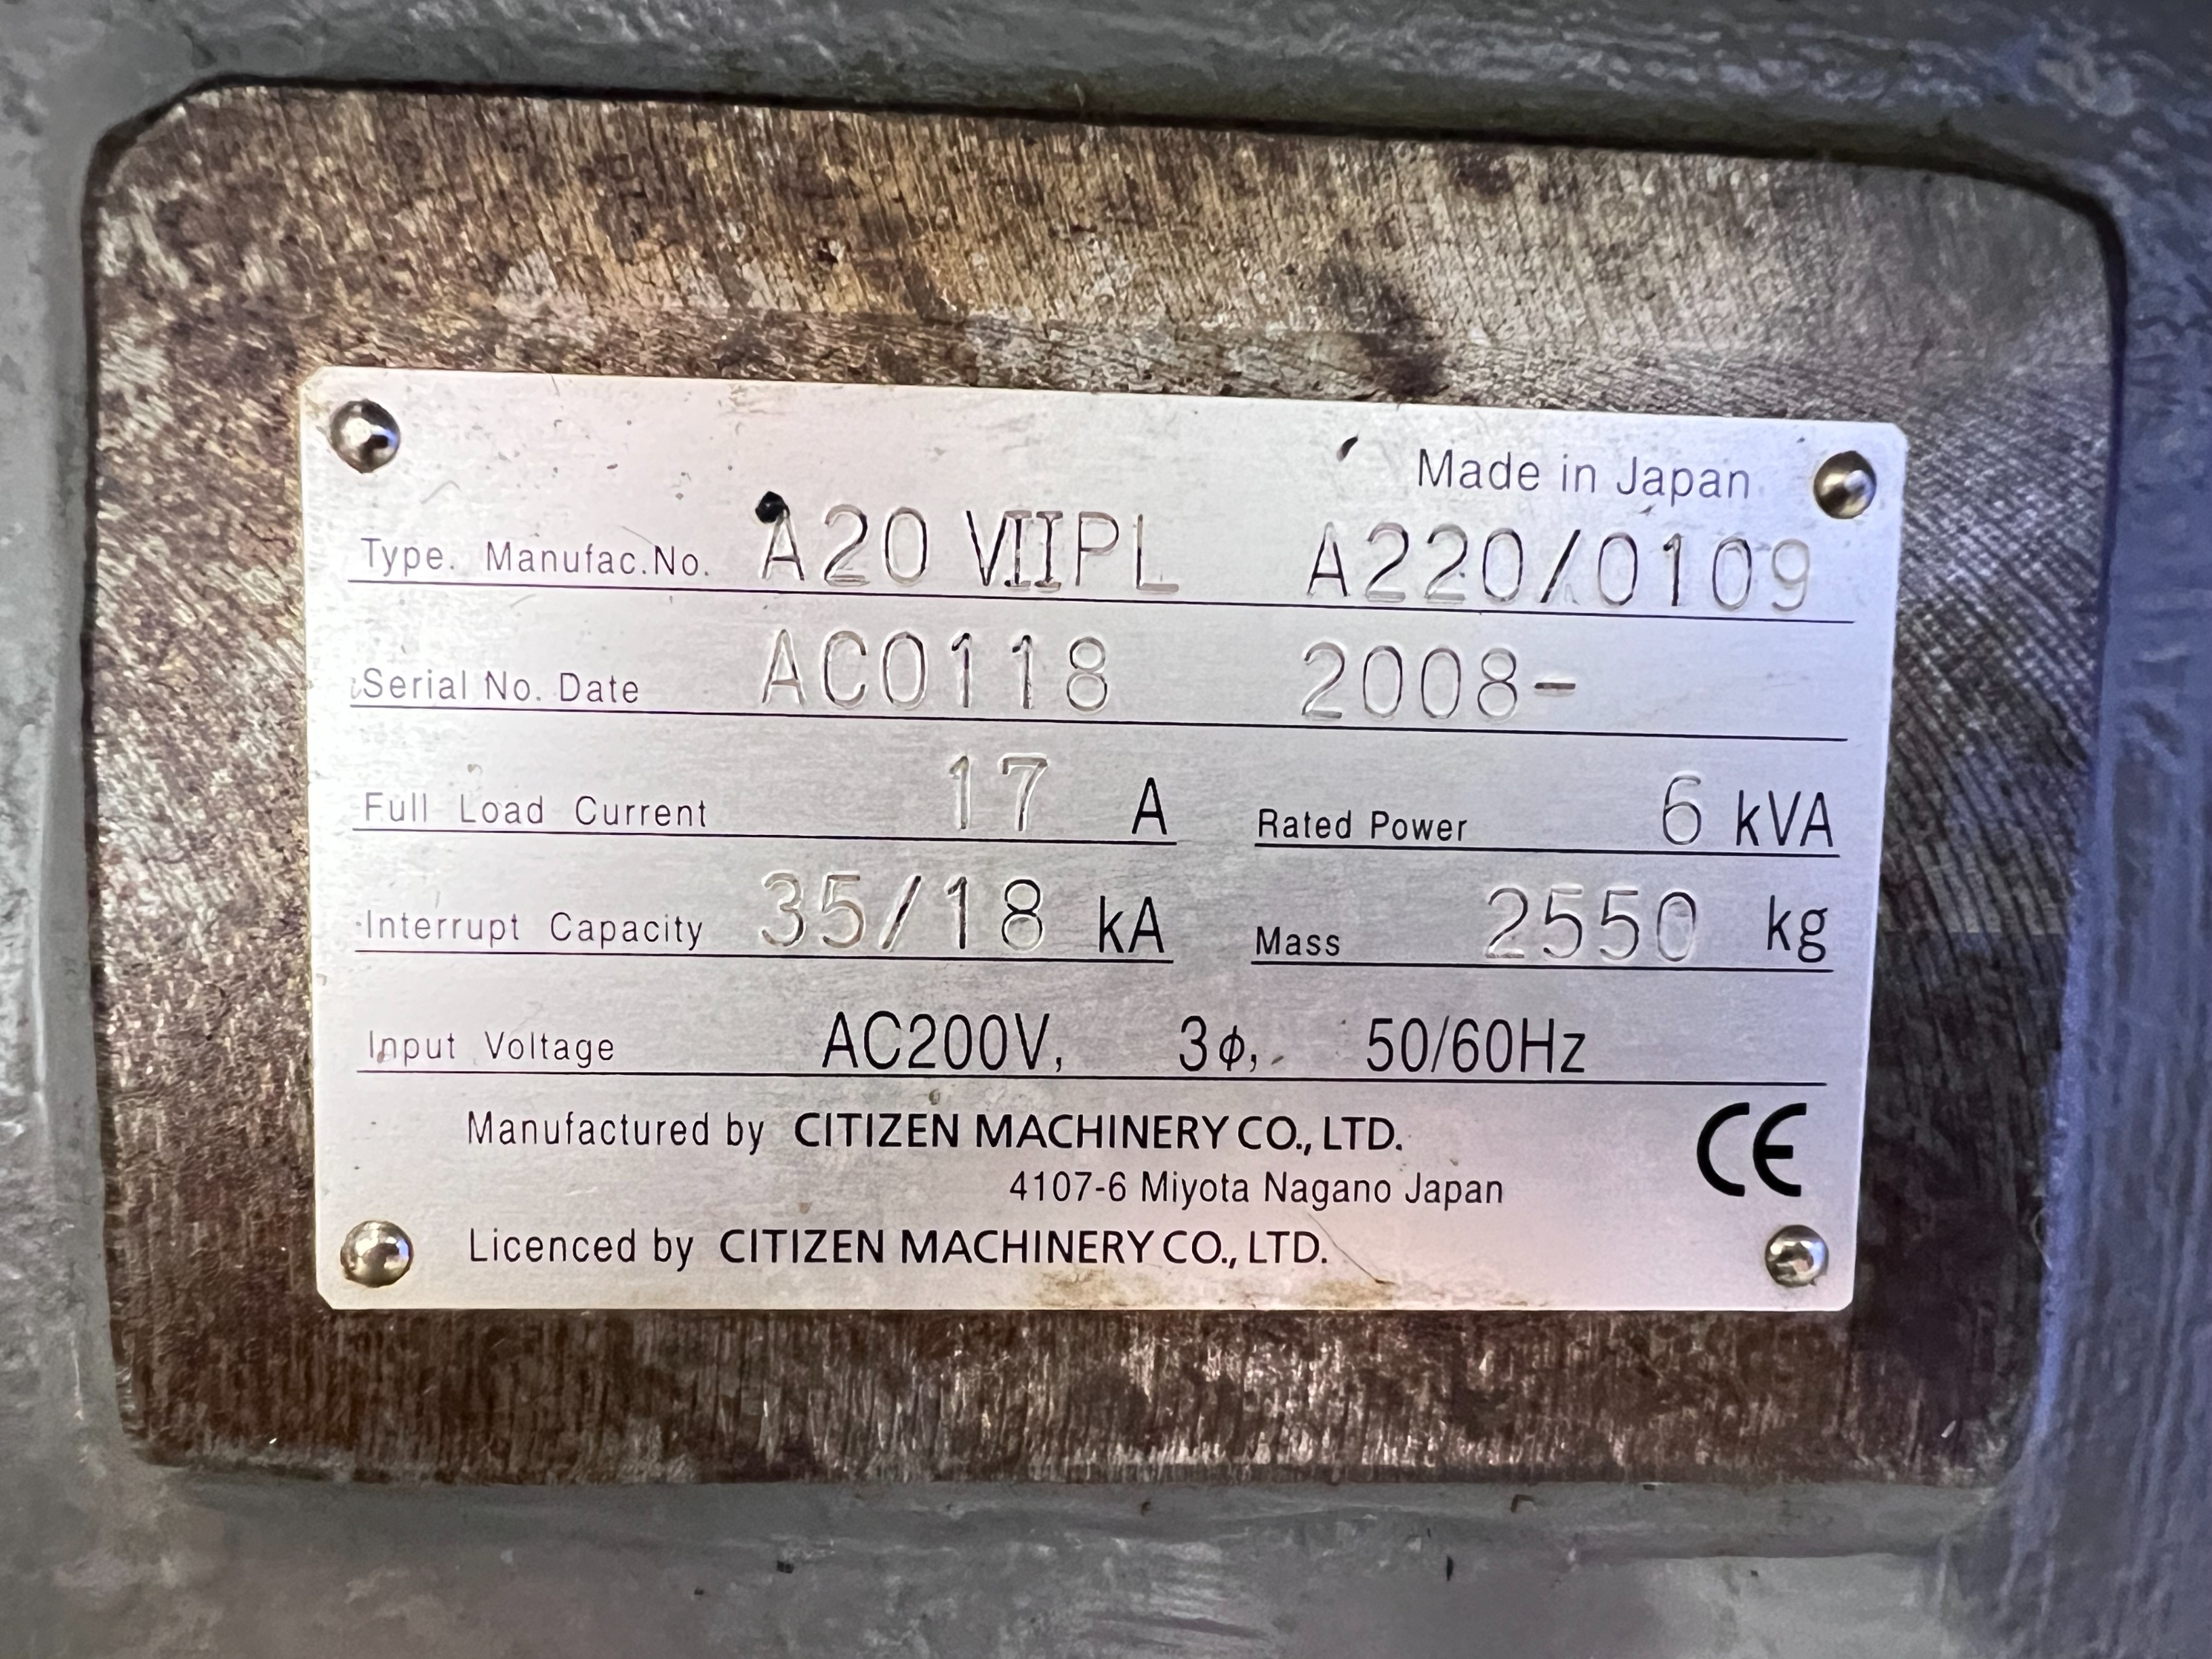 Made in Japan
Type. Manufac.No. A20 VIIPL A220/0109
Serial No. Date AC0118 2008-
Full Load Current 17 A Rated Power 6 kVA
Interrupt Capacity 35/18 kA Mass 2550 kg
Input Voltage AC200V, 3ϕ, 50/60Hz
Manufactured by CITIZEN MACHINERY CO., LTD.
4107-6 Miyota Nagano Japan
CE
Licenced by CITIZEN MACHINERY CO., LTD.